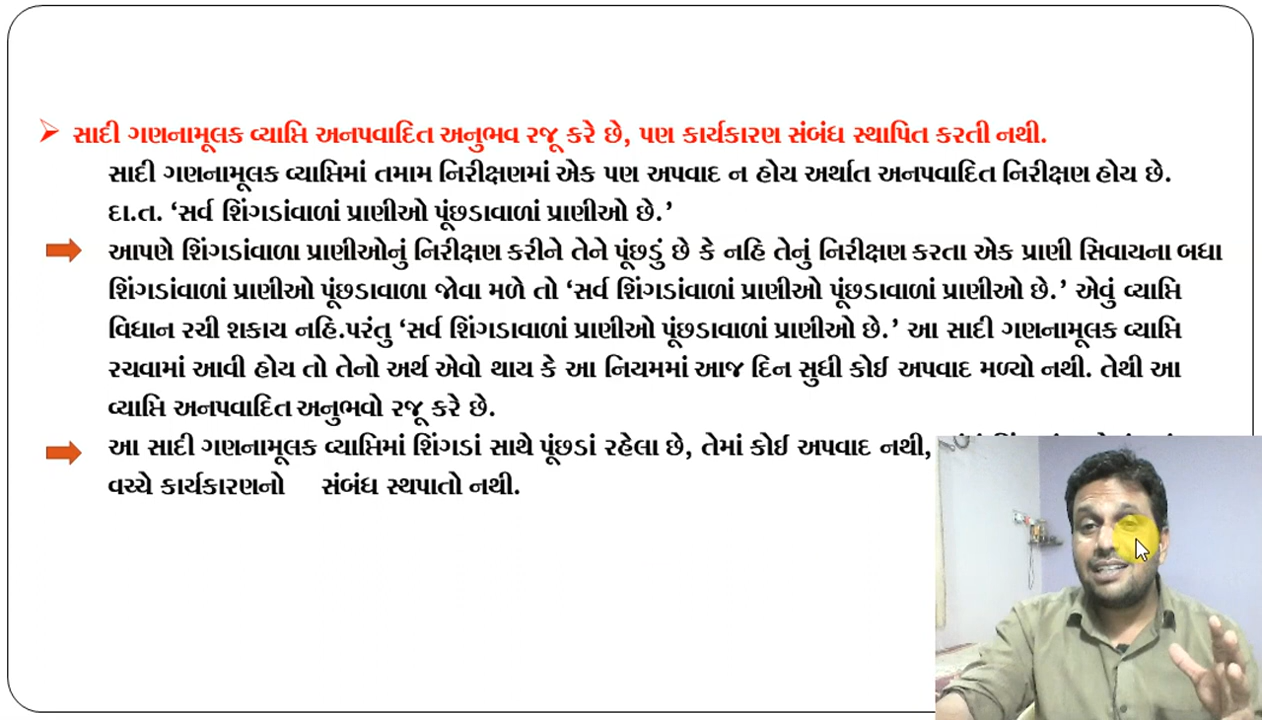 સાદી ગણનામૂલક વ્યાપ્તિ અનપવાદિત અનુભવ રજૂ કરે છે, પણ કાર્યકારણ સંબંધ સ્થાપિત કરતી નથી.
સાદી ગણનામૂલક વ્યાપ્તિમાં તમામ નિરીક્ષણમાં એક પણ અપવાદ ન હોય અર્થાત અનપવાદિત નિરીક્ષણ હોય છે.
દા.ત. ‘સર્વ શિંગડાંવાળાં પ્રાણીઓ પૂંછડાવાળાં પ્રાણીઓ છે.’
આપણે શિંગડાંવાળા પ્રાણીઓનું નિરીક્ષણ કરીને તેને પૂંછડું છે કે નહિ તેનું નિરીક્ષણ કરતા એક પ્રાણી સિવાયના બધા
શિંગડાંવાળાં પ્રાણીઓ પૂંછડાવાળા જોવા મળે તો ‘સર્વ શિંગડાંવાળાં પ્રાણીઓ પૂંછડાવાળાં પ્રાણીઓ છે.’ એવું વ્યાપ્તિ
વિધાન રચી શકાય નહિ.પરંતુ ‘સર્વ શિંગડાવાળાં પ્રાણીઓ પૂંછડાવાળાં પ્રાણીઓ છે.’ આ સાદી ગણનામૂલક વ્યાપ્તિ
રચવામાં આવી હોય તો તેનો અર્થ એવો થાય કે આ નિયમમાં આજ દિન સુધી કોઈ અપવાદ મળ્યો નથી. તેથી આ
વ્યાપ્તિ અનપવાદિત અનુભવો રજૂ કરે છે.
આ સાદી ગણનામૂલક વ્યાપ્તિમાં શિંગડાં સાથે પૂંછડાં રહેલા છે, તેમાં કોઈ અપવાદ નથી,
વચ્ચે કાર્યકારણનો સંબંધ સ્થપાતો નથી.